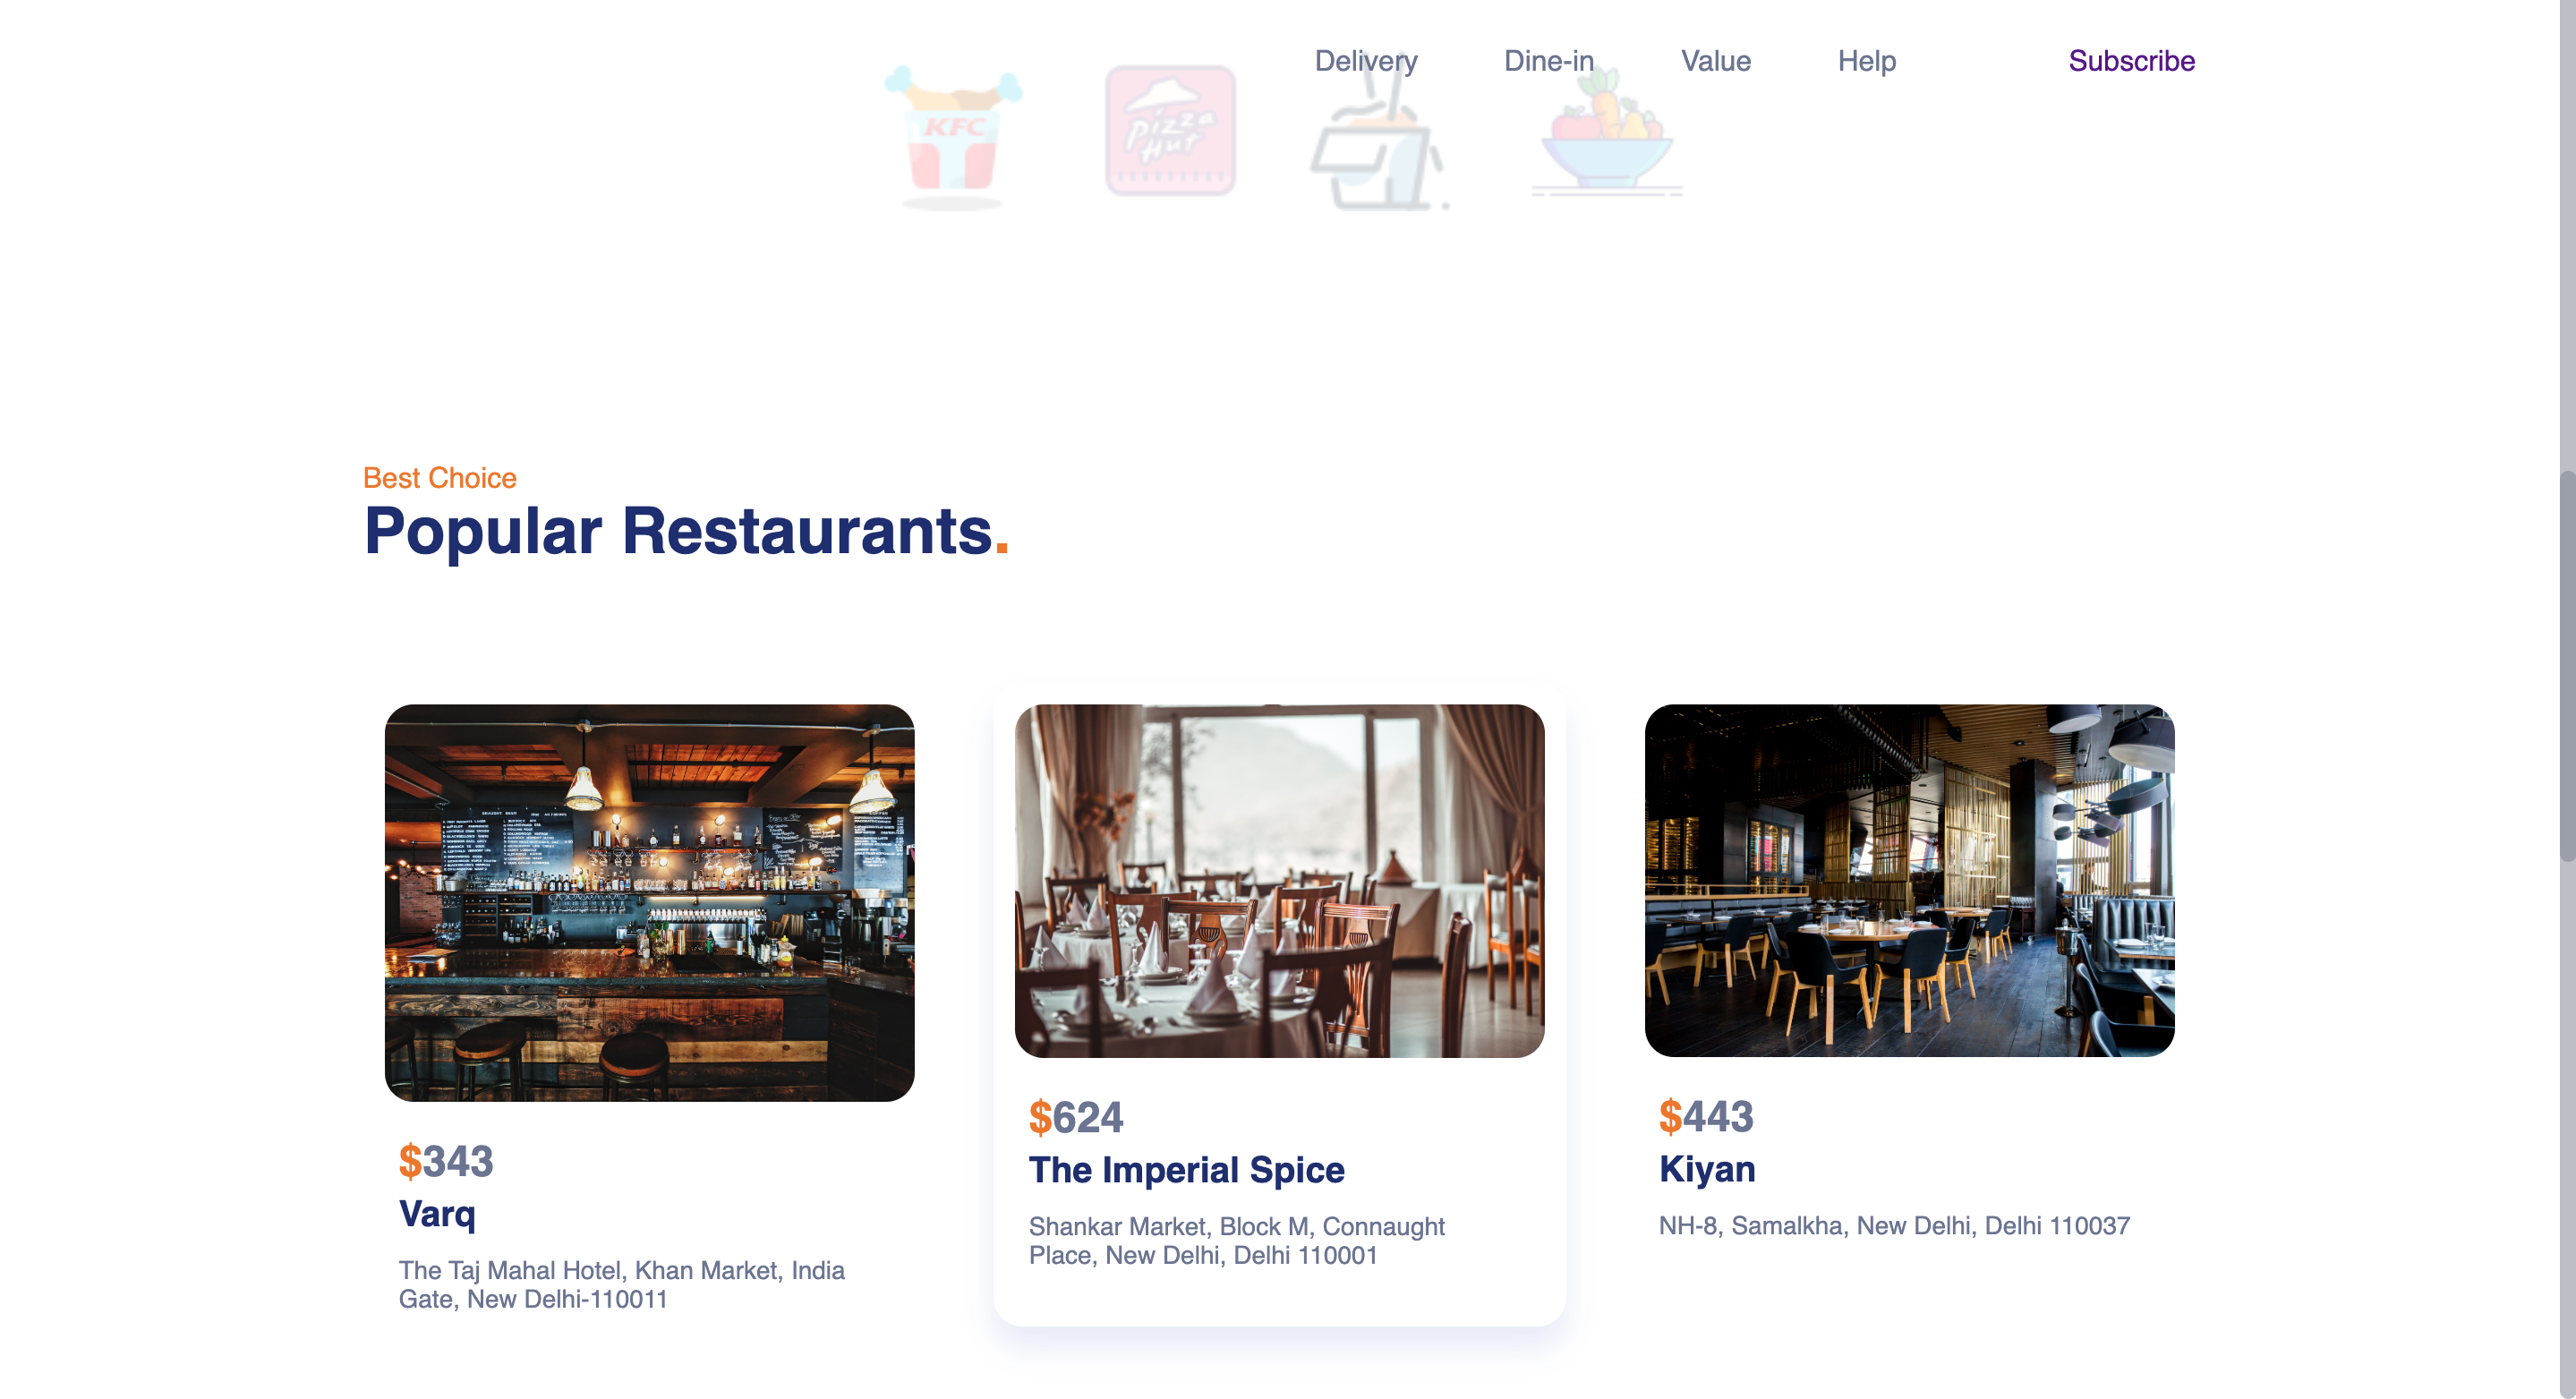 Delivery Dine-in Value Help Subscribe
KFC
Pizza
Hut
Best Choice
Popular Restaurants.
$343
Varq
The Taj Mahal Hotel, Khan Market, India
Gate, New Delhi-110011
$624
The Imperial Spice
Shankar Market, Block M, Connaught
Place, New Delhi, Delhi 110001
$443
Kiyan
NH-8, Samalkha, New Delhi, Delhi 110037